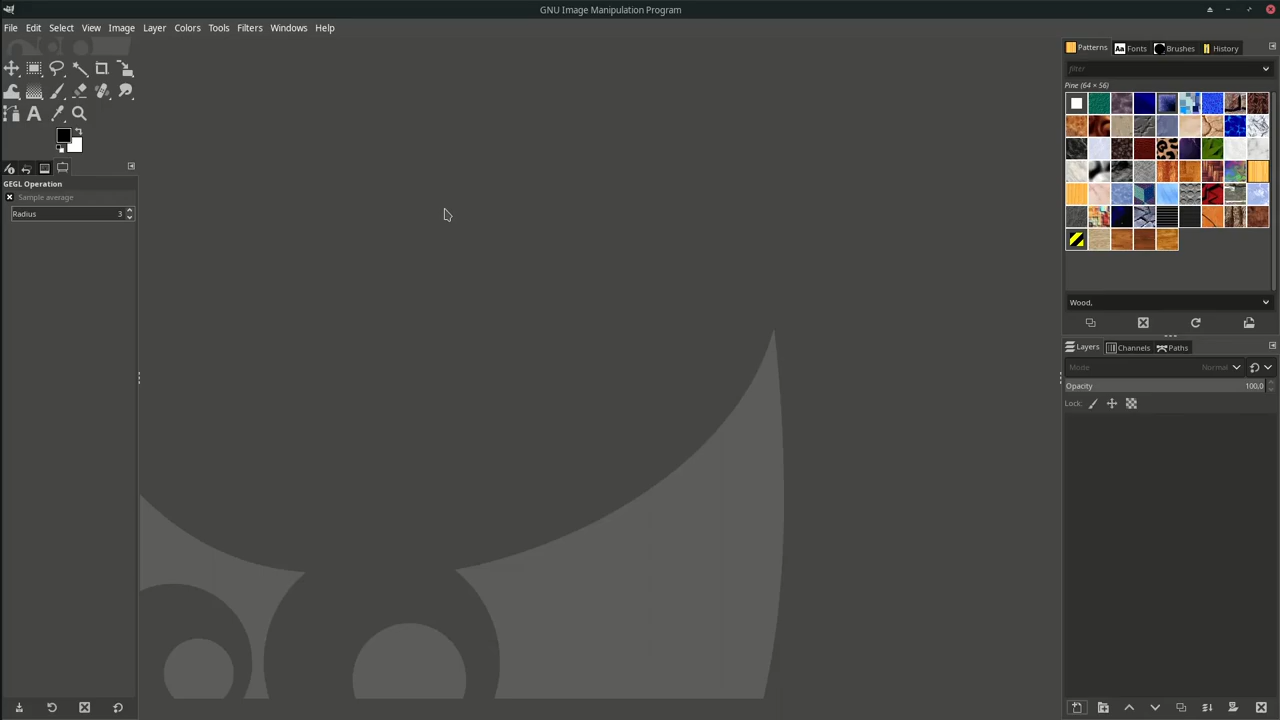 GNU Image Manipulation Program
File Edit Select View Image Layer Colors Tools Filters Windows Help
Patterns Aa Fonts Brushes History
filter
Pine (64 × 56)
GEGL Operation
Sample average
Radius 3
Wood,
Layers Channels Paths
Mode Normal
Opacity 100,0
Lock: